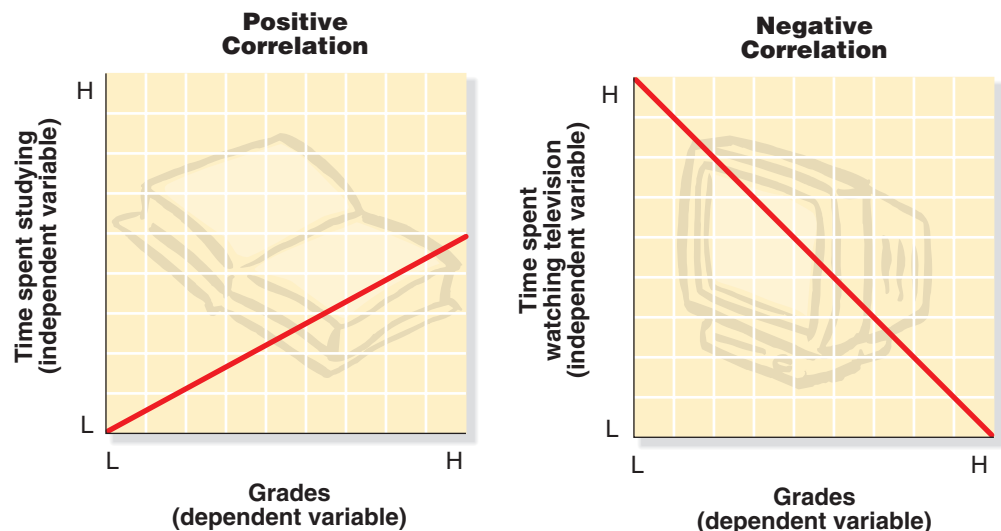 Positive
Correlation
H
Time spent studying
(independent variable)
L
L
H
Grades
(dependent variable)
Negative
Correlation
H
Time spent
watching television
(independent variable)
L
L
H
Grades
(dependent variable)